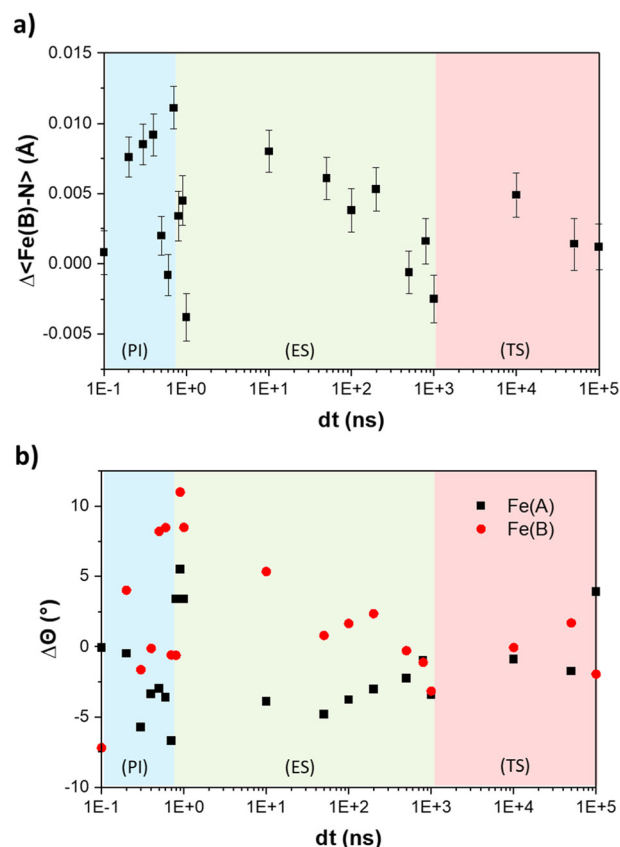 a)
0.015
0.010
0.005
0.000
-0.005
Δ<Fe(B)-N> (Å)
(PI)
(ES)
(TS)
1E-1 1E+0 1E+1 1E+2 1E+3 1E+4 1E+5
dt (ns)
b)
10
5
0
-5
-10
ΔΘ (°)
Fe(A)
Fe(B)
(PI)
(ES)
(TS)
1E-1 1E+0 1E+1 1E+2 1E+3 1E+4 1E+5
dt (ns)